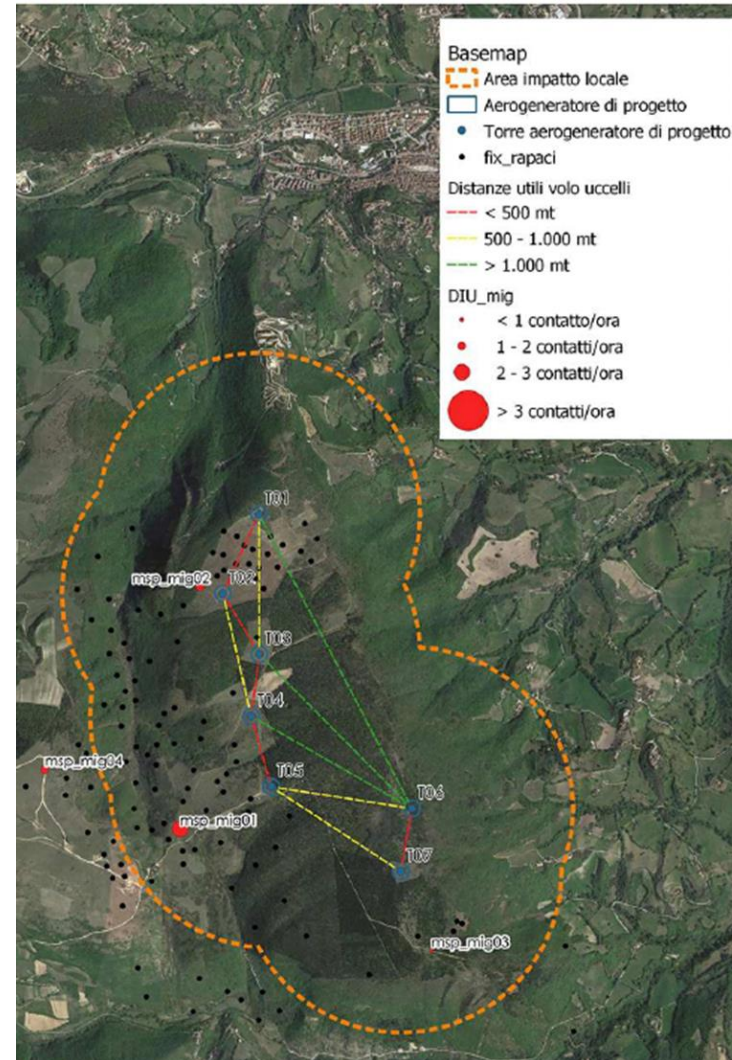 Basemap
Area impatto locale
Aerogeneratore di progetto
Torre aerogeneratore di progetto
fix_rapaci
Distanze utili volo uccelli
< 500 mt
500 - 1.000 mt
> 1.000 mt
DIU_mig
< 1 contatto/ora
1 - 2 contatti/ora
2 - 3 contatti/ora
> 3 contatti/ora
T01
msp_mig02
T02
T03
T04
msp_mig04
T05
T06
msp_mig01
T07
msp_mig03